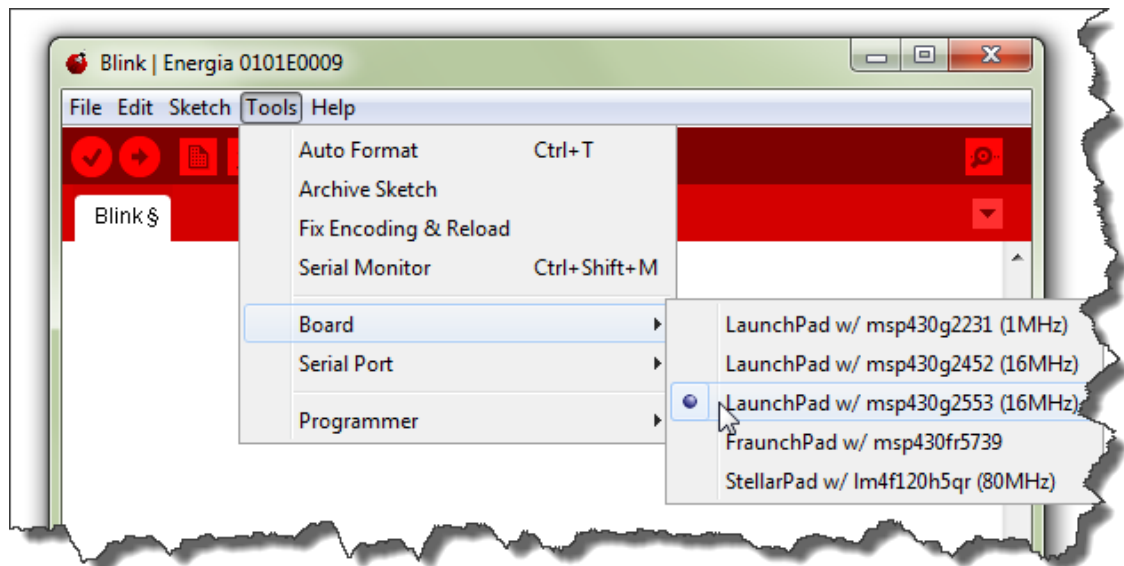 Blink | Energia 0101E0009
File Edit Sketch Tools Help
Auto Format Ctrl+T
Archive Sketch
Blink §
Fix Encoding & Reload
Serial Monitor Ctrl+Shift+M
Board
LaunchPad w/ msp430g2231 (1MHz)
Serial Port
LaunchPad w/ msp430g2452 (16MHz)
LaunchPad w/ msp430g2553 (16MHz)
Programmer
FraunchPad w/ msp430fr5739
StellarPad w/ lm4f120h5qr (80MHz)